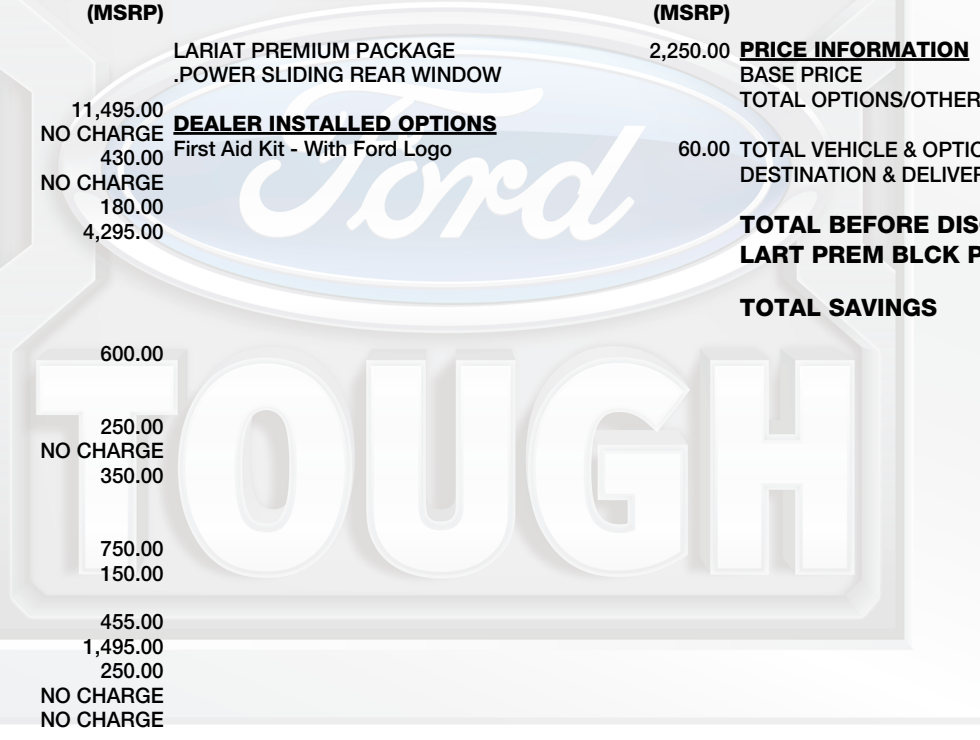 (MSRP)
11,495.00
NO CHARGE
430.00
NO CHARGE
180.00
4,295.00
600.00
250.00
NO CHARGE
350.00
750.00
150.00
455.00
1,495.00
250.00
NO CHARGE
NO CHARGE
(MSRP)
LARIAT PREMIUM PACKAGE 2,250.00
.POWER SLIDING REAR WINDOW
DEALER INSTALLED OPTIONS
First Aid Kit - With Ford Logo 60.00
PRICE INFORMATION
BASE PRICE
TOTAL OPTIONS/OTHER
TOTAL VEHICLE & OPTIO
DESTINATION & DELIVER
TOTAL BEFORE DIS
LART PREM BLCK P
TOTAL SAVINGS
Ford
TOUGH